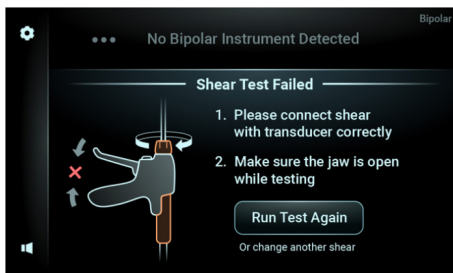 Bipolar
No Bipolar Instrument Detected
Shear Test Failed
1. Please connect shear
with transducer correctly
2. Make sure the jaw is open
while testing
Run Test Again
Or change another shear